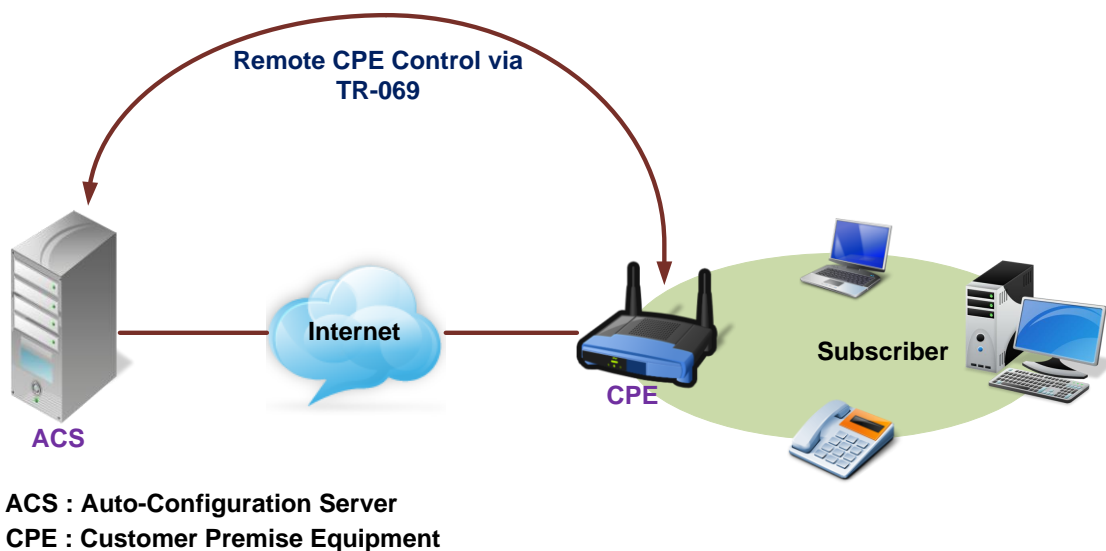 Remote CPE Control via
TR-069
Internet
Subscriber
CPE
ACS
ACS : Auto-Configuration Server
CPE : Customer Premise Equipment